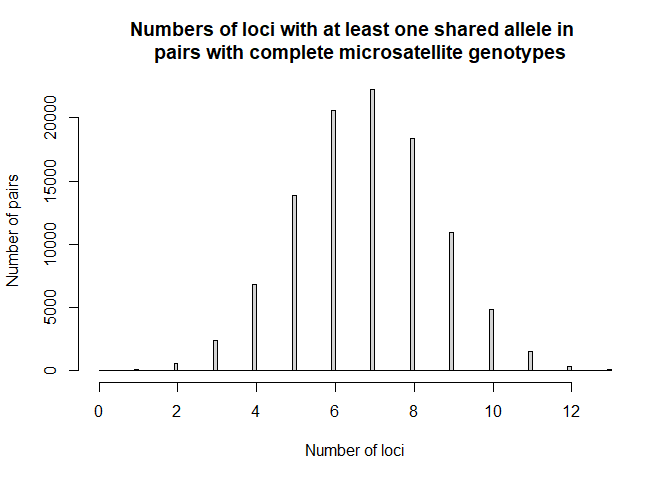 Numbers of loci with at least one shared allele in
pairs with complete microsatellite genotypes
Number of pairs
20000
15000
10000
5000
0
0 2 4 6 8 10 12
Number of loci